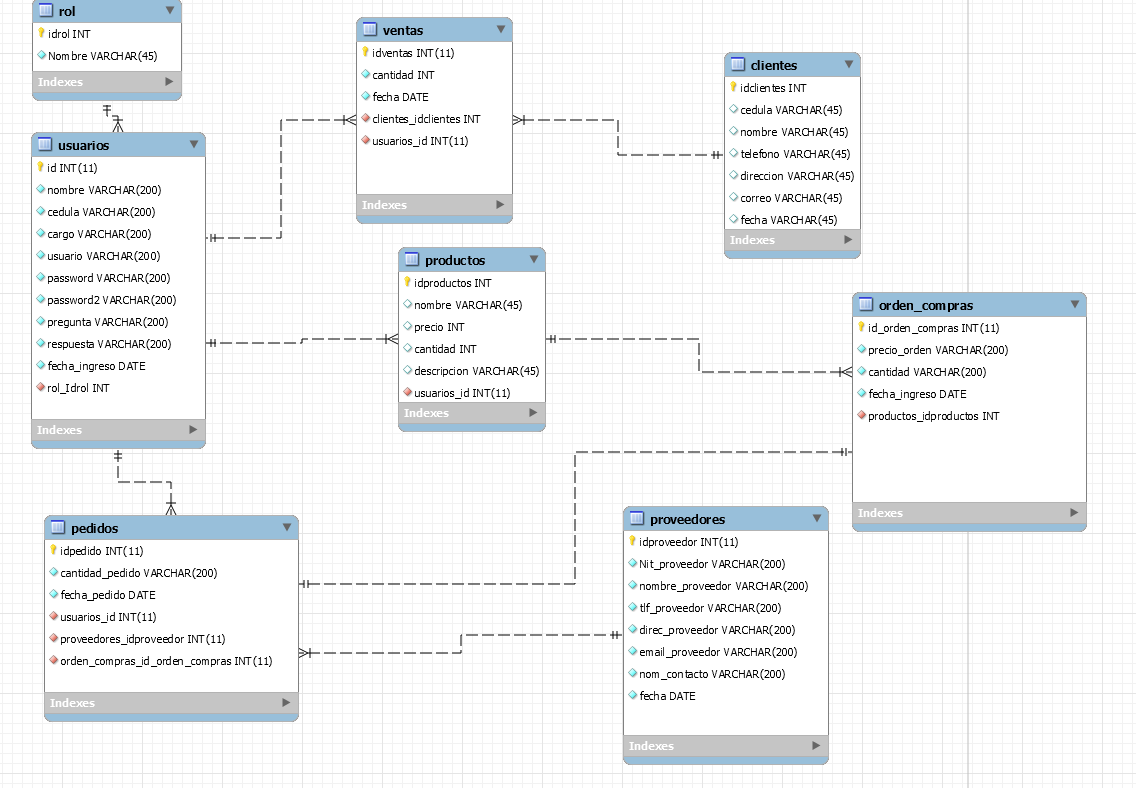 rol
idrol INT
Nombre VARCHAR(45)
Indexes
usuarios
id INT(11)
nombre VARCHAR(200)
cedula VARCHAR(200)
cargo VARCHAR(200)
usuario VARCHAR(200)
password VARCHAR(200)
password2 VARCHAR(200)
pregunta VARCHAR(200)
respuesta VARCHAR(200)
fecha_ingreso DATE
rol_Idrol INT
Indexes
ventas
idventas INT(11)
cantidad INT
fecha DATE
clientes_idclientes INT
usuarios_id INT(11)
Indexes
clientes
idclientes INT
cedula VARCHAR(45)
nombre VARCHAR(45)
telefono VARCHAR(45)
direccion VARCHAR(45)
correo VARCHAR(45)
fecha VARCHAR(45)
Indexes
productos
idproductos INT
nombre VARCHAR(45)
precio INT
cantidad INT
descripcion VARCHAR(45)
usuarios_id INT(11)
Indexes
orden_compras
id_orden_compras INT(11)
precio_orden VARCHAR(200)
cantidad VARCHAR(200)
fecha_ingreso DATE
productos_idproductos INT
Indexes
pedidos
idpedido INT(11)
cantidad_pedido VARCHAR(200)
fecha_pedido DATE
usuarios_id INT(11)
proveedores_idproveedor INT(11)
orden_compras_id_orden_compras INT(11)
Indexes
proveedores
idproveedor INT(11)
Nit_proveedor VARCHAR(200)
nombre_proveedor VARCHAR(200)
tlf_proveedor VARCHAR(200)
direc_proveedor VARCHAR(200)
email_proveedor VARCHAR(200)
nom_contacto VARCHAR(200)
fecha DATE
Indexes